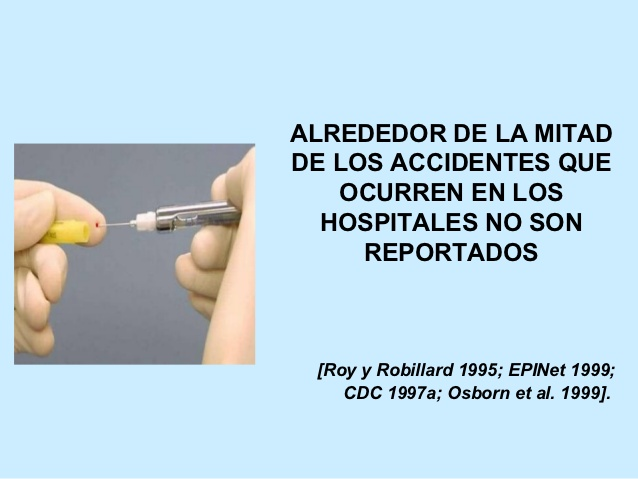 ALREDEDOR DE LA MITAD
DE LOS ACCIDENTES QUE
OCURREN EN LOS
HOSPITALES NO SON
REPORTADOS
[Roy y Robillard 1995; EPINet 1999;
CDC 1997a; Osborn et al. 1999].